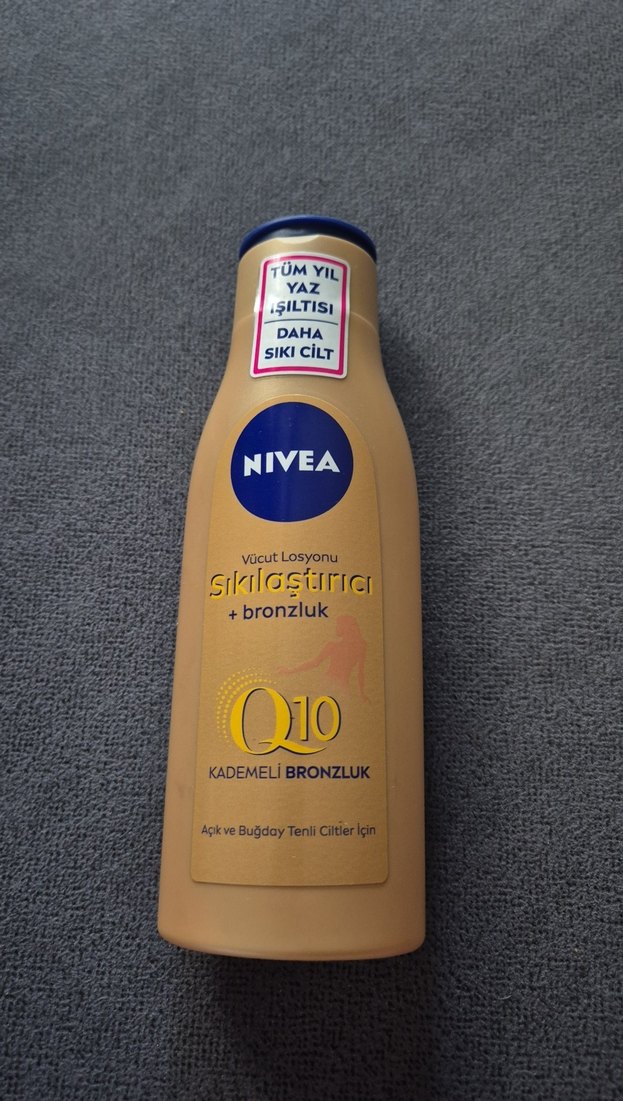 TÜM YIL
YAZ
IŞILTISI
DAHA
SIKI CİLT
NIVEA
Vücut Losyonu
Sıkılaştırıcı
+ bronzluk
Q10
KADEMELİ BRONZLUK
Açık ve Buğday Tenli Ciltler İçin